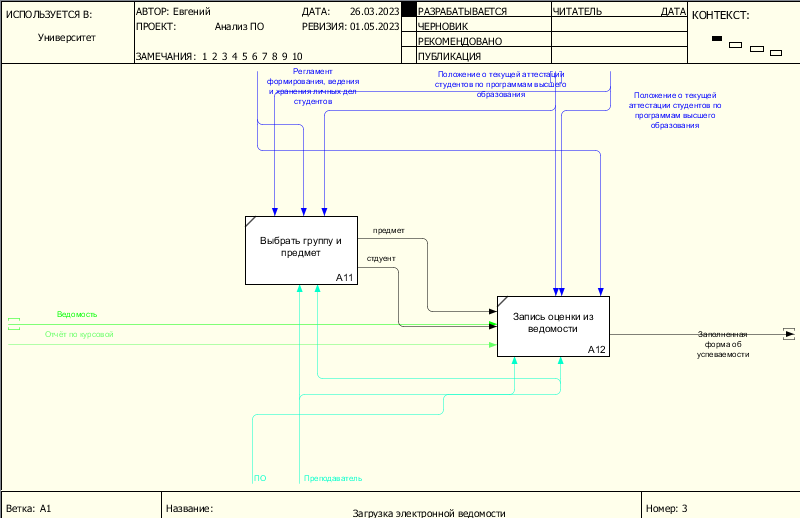 ИСПОЛЬЗУЕТСЯ В:
Университет
АВТОР: Евгений
ДАТА: 26.03.2023
ПРОЕКТ: Анализ ПО
РЕВИЗИЯ: 01.05.2023
ЗАМЕЧАНИЯ: 1 2 3 4 5 6 7 8 9 10
РАЗРАБАТЫВАЕТСЯ
ЧЕРНОВИК
РЕКОМЕНДОВАНО
ПУБЛИКАЦИЯ
ЧИТАТЕЛЬ
ДАТА
КОНТЕКСТ:
Регламент
формирования, ведения
и хранения личных дел
студентов
Положение о текущей аттестации
студентов по программам высшего
образования
Положение о текущей
аттестации студентов по
программам высшего
образования
Выбрать группу и
предмет
A11
предмет
стдуент
Запись оценки из
ведомости
A12
Ведомость
Отчёт по курсовой
Заполненная
форма об
успеваемости
ПО
Преподаватель
Ветка: A1
Название:
Загрузка электронной ведомости
Номер: 3